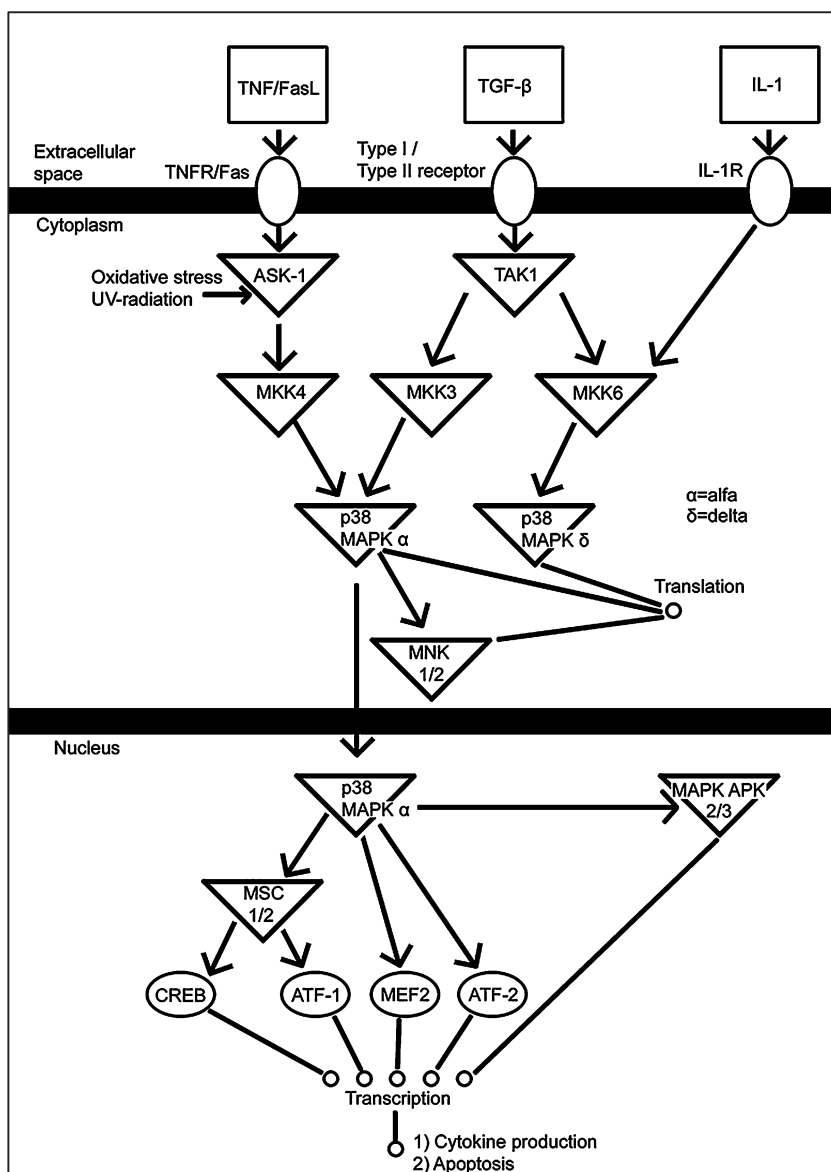 TNF/FasL
TGF-β
IL-1
Extracellular
space
TNFR/Fas
Type I /
Type II receptor
IL-1R
Cytoplasm
ASK-1
TAK1
Oxidative stress
UV-radiation
MKK4
MKK3
MKK6
p38
MAPK α
p38
MAPK δ
α=alfa
δ=delta
Translation
MNK
1/2
Nucleus
p38
MAPK α
MAPK APK
2/3
MSC
1/2
CREB
ATF-1
MEF2
ATF-2
Transcription
1) Cytokine production
2) Apoptosis